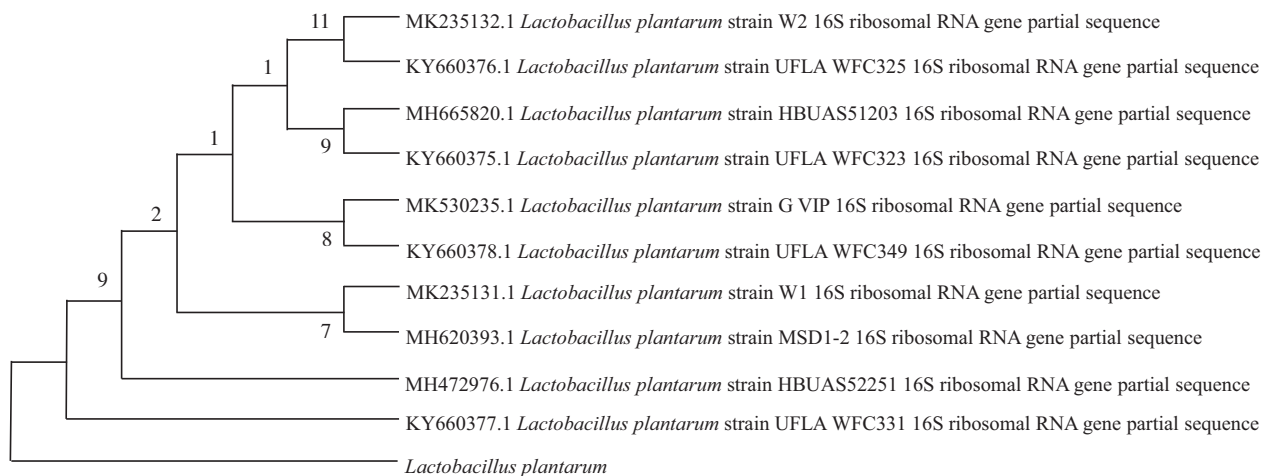 11
MK235132.1 Lactobacillus plantarum strain W2 16S ribosomal RNA gene partial sequence
1
KY660376.1 Lactobacillus plantarum strain UFLA WFC325 16S ribosomal RNA gene partial sequence
MH665820.1 Lactobacillus plantarum strain HBUAS51203 16S ribosomal RNA gene partial sequence
1
9
KY660375.1 Lactobacillus plantarum strain UFLA WFC323 16S ribosomal RNA gene partial sequence
MK530235.1 Lactobacillus plantarum strain G VIP 16S ribosomal RNA gene partial sequence
2
8
KY660378.1 Lactobacillus plantarum strain UFLA WFC349 16S ribosomal RNA gene partial sequence
9
MK235131.1 Lactobacillus plantarum strain W1 16S ribosomal RNA gene partial sequence
7
MH620393.1 Lactobacillus plantarum strain MSD1-2 16S ribosomal RNA gene partial sequence
MH472976.1 Lactobacillus plantarum strain HBUAS52251 16S ribosomal RNA gene partial sequence
KY660377.1 Lactobacillus plantarum strain UFLA WFC331 16S ribosomal RNA gene partial sequence
Lactobacillus plantarum